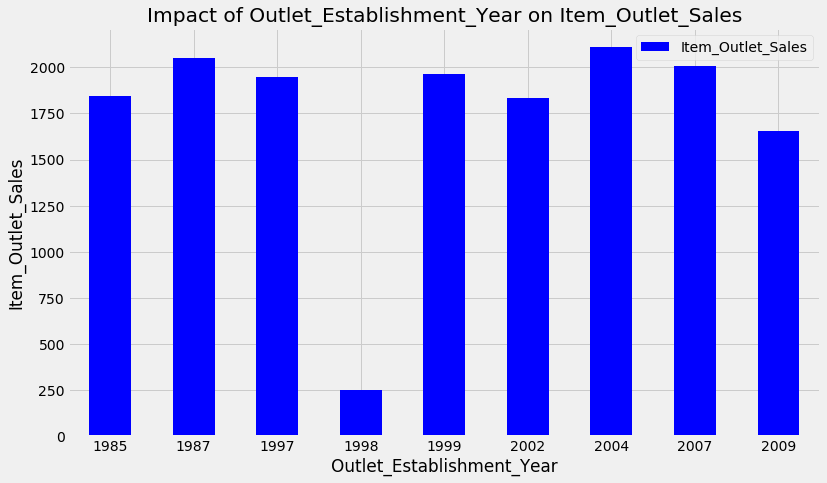 Impact of Outlet_Establishment_Year on Item_Outlet_Sales
Item_Outlet_Sales
Item_Outlet_Sales
2000
1750
1500
1250
1000
750
500
250
0
1985 1987 1997 1998 1999 2002 2004 2007 2009
Outlet_Establishment_Year